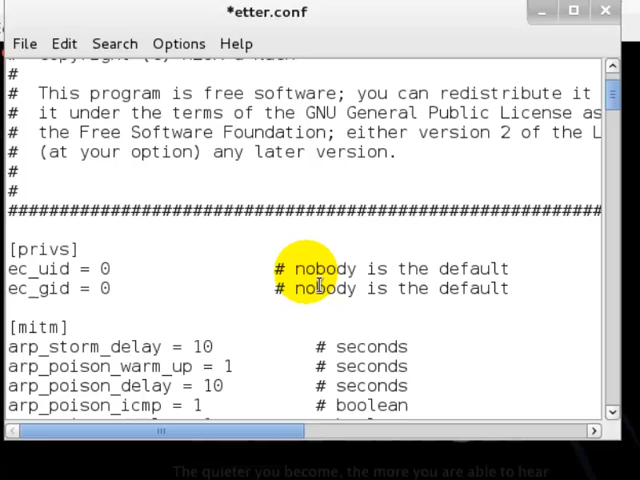 *etter.conf
File Edit Search Options Help
#
# This program is free software; you can redistribute it
# it under the terms of the GNU General Public License as
# the Free Software Foundation; either version 2 of the L
# (at your option) any later version.
#
#
##########################################################
[privs]
ec_uid = 0 # nobody is the default
ec_gid = 0 # nobody is the default
[mitm]
arp_storm_delay = 10 # seconds
arp_poison_warm_up = 1 # seconds
arp_poison_delay = 10 # seconds
arp_poison_icmp = 1 # boolean
The quieter you become, the more you are able to hear